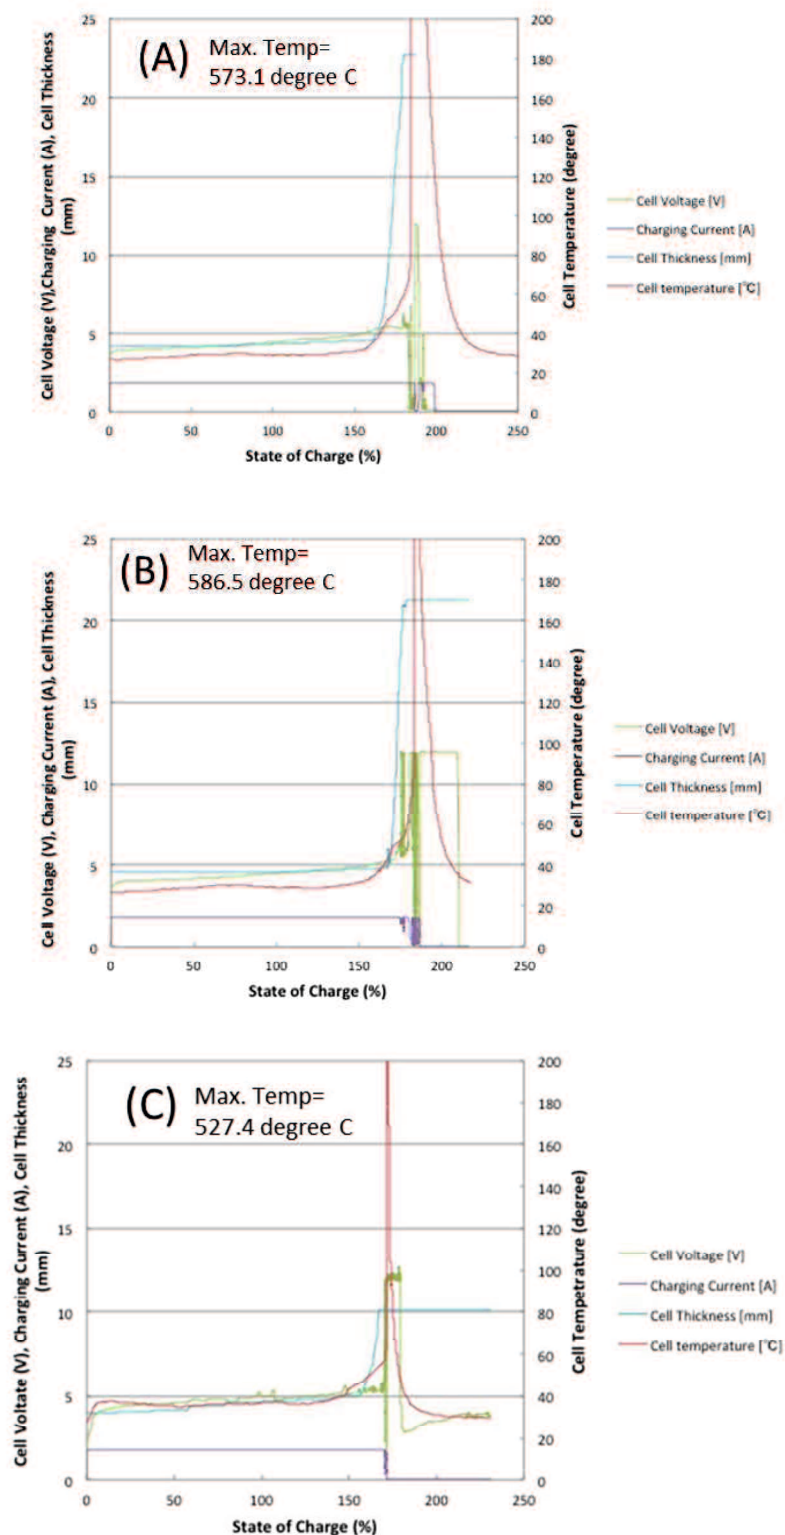 (A)
Max. Temp=
573.1 degree C
Cell Voltage (V),Charging Current (A), Cell Thickness
(mm)
25
20
15
10
5
0
200
180
160
140
120
100
80
60
40
20
0
Cell Temperature (degree)
0 50 100 150 200 250
State of Charge (%)
Cell Voltage [V]
Charging Current [A]
Cell Thickness [mm]
Cell temperature [℃]
(B)
Max. Temp=
586.5 degree C
Cell Voltage (V), Charging Current (A), Cell Thickness
(mm)
25
20
15
10
5
0
200
180
160
140
120
100
80
60
40
20
0
Cell Temperature (degree)
0 50 100 150 200 250
State of Charge (%)
Cell Voltage [V]
Charging Current [A]
Cell Thickness [mm]
Cell temperature [℃]
(C)
Max. Temp=
527.4 degree C
Cell Voltate (V), Charging Current (A), Cell Thickness
(mm)
25
20
15
10
5
0
200
180
160
140
120
100
80
60
40
20
0
Cell Tempetrature (degree)
0 50 100 150 200 250
State of Charge (%)
Cell Voltage [V]
Charging Current [A]
Cell Thickness [mm]
Cell temperature [℃]